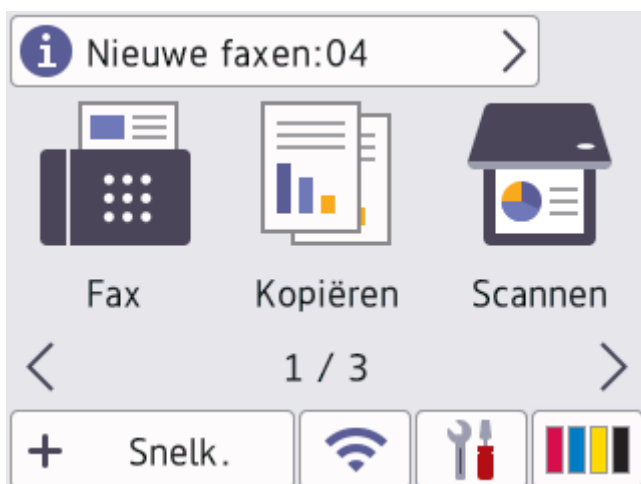 Nieuwe faxen:04
Fax
Kopiëren
Scannen
1 / 3
Snelk.